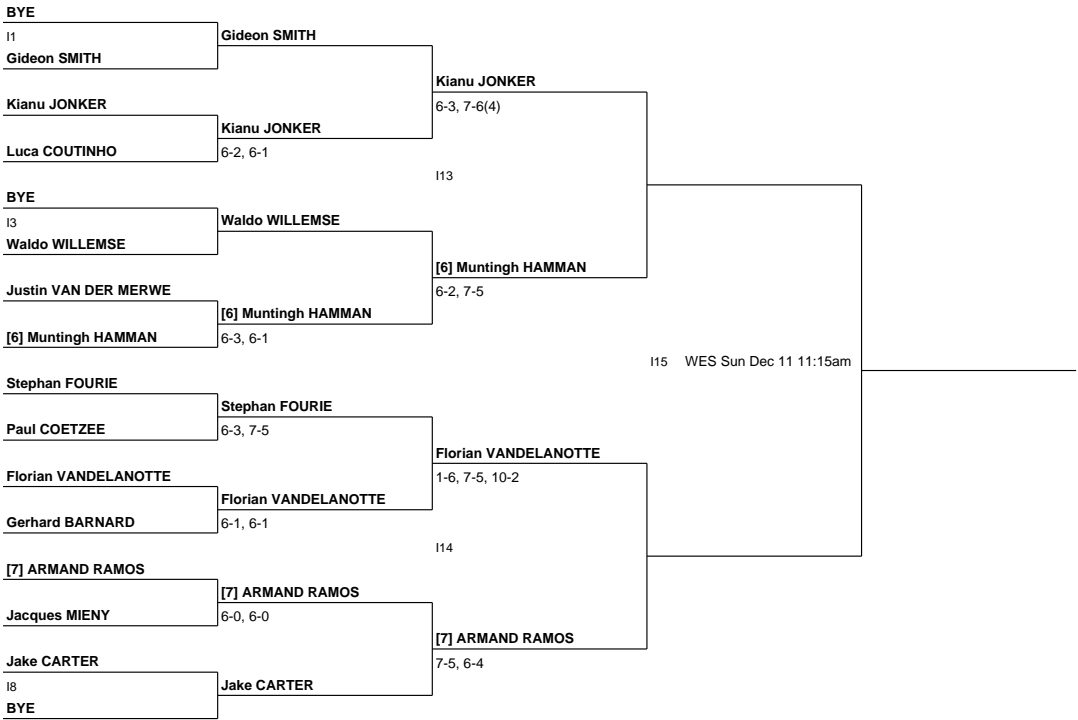 BYE
I1
Gideon SMITH
Gideon SMITH
Kianu JONKER
6-3, 7-6(4)
Kianu JONKER
Kianu JONKER
6-2, 6-1
Luca COUTINHO
I13
BYE
I3
Waldo WILLEMSE
Waldo WILLEMSE
[6] Muntingh HAMMAN
6-2, 7-5
Justin VAN DER MERWE
[6] Muntingh HAMMAN
6-3, 6-1
[6] Muntingh HAMMAN
I15 WES Sun Dec 11 11:15am
Stephan FOURIE
Stephan FOURIE
6-3, 7-5
Paul COETZEE
Florian VANDELANOTTE
1-6, 7-5, 10-2
Florian VANDELANOTTE
Florian VANDELANOTTE
6-1, 6-1
Gerhard BARNARD
I14
[7] ARMAND RAMOS
[7] ARMAND RAMOS
6-0, 6-0
Jacques MIENY
[7] ARMAND RAMOS
7-5, 6-4
Jake CARTER
I8
Jake CARTER
BYE